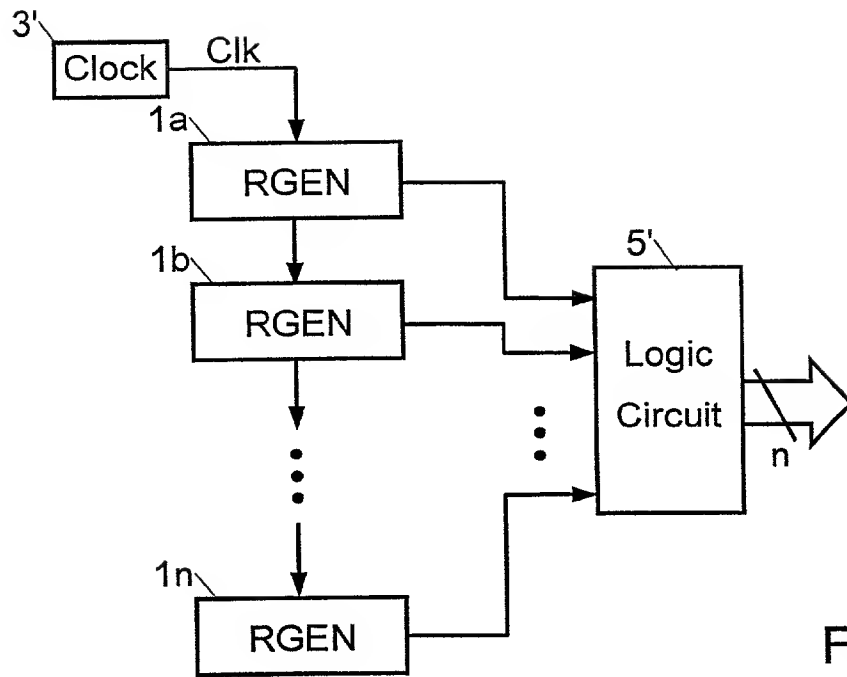 3'
Clock
Clk
1a
RGEN
1b
RGEN
5'
Logic
Circuit
n
1n
RGEN
F